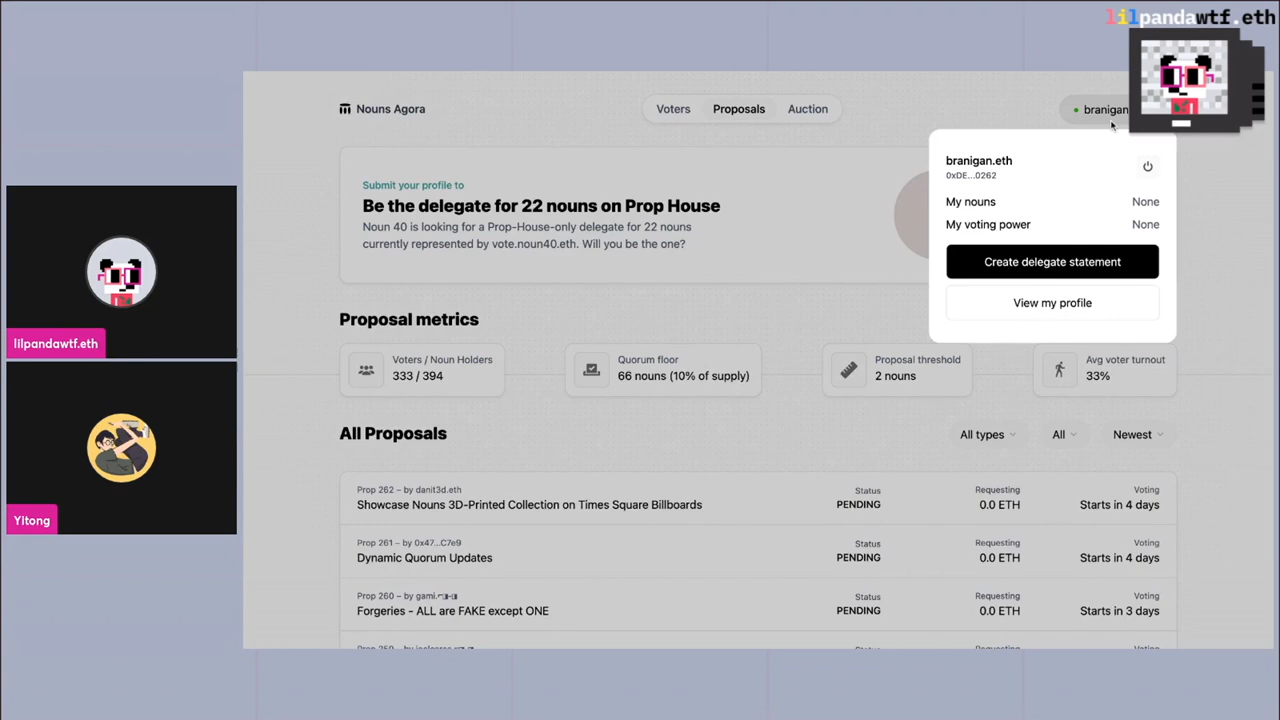 lilpandawtf.eth
Nouns Agora
Voters
Proposals
Auction
branigan
Submit your profile to
Be the delegate for 22 nouns on Prop House
Noun 40 is looking for a Prop-House-only delegate for 22 nouns
currently represented by vote.noun40.eth. Will you be the one?
branigan.eth
0xDE...0262
My nouns
None
My voting power
None
Create delegate statement
View my profile
lilpandawtf.eth
Yitong
Proposal metrics
Voters / Noun Holders
333 / 394
Quorum floor
66 nouns (10% of supply)
Proposal threshold
2 nouns
Avg voter turnout
33%
All Proposals
All types
All
Newest
Prop 262 – by danit3d.eth
Showcase Nouns 3D-Printed Collection on Times Square Billboards
Status
PENDING
Requesting
0.0 ETH
Voting
Starts in 4 days
Prop 261 – by 0x47...C7e9
Dynamic Quorum Updates
Status
PENDING
Requesting
0.0 ETH
Voting
Starts in 4 days
Prop 260 – by gami.
Forgeries - ALL are FAKE except ONE
Status
PENDING
Requesting
0.0 ETH
Voting
Starts in 3 days
Status
Requesting
Voting